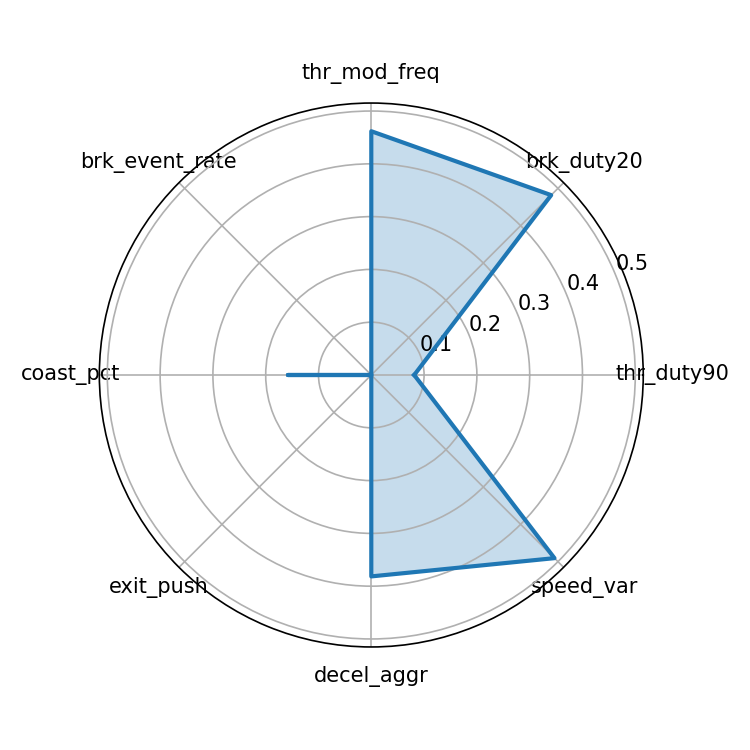 thr_mod_freq
brk_event_rate
brk_duty20
0.5
0.4
0.3
0.2
0.1
coast_pct
thr_duty90
exit_push
speed_var
decel_aggr